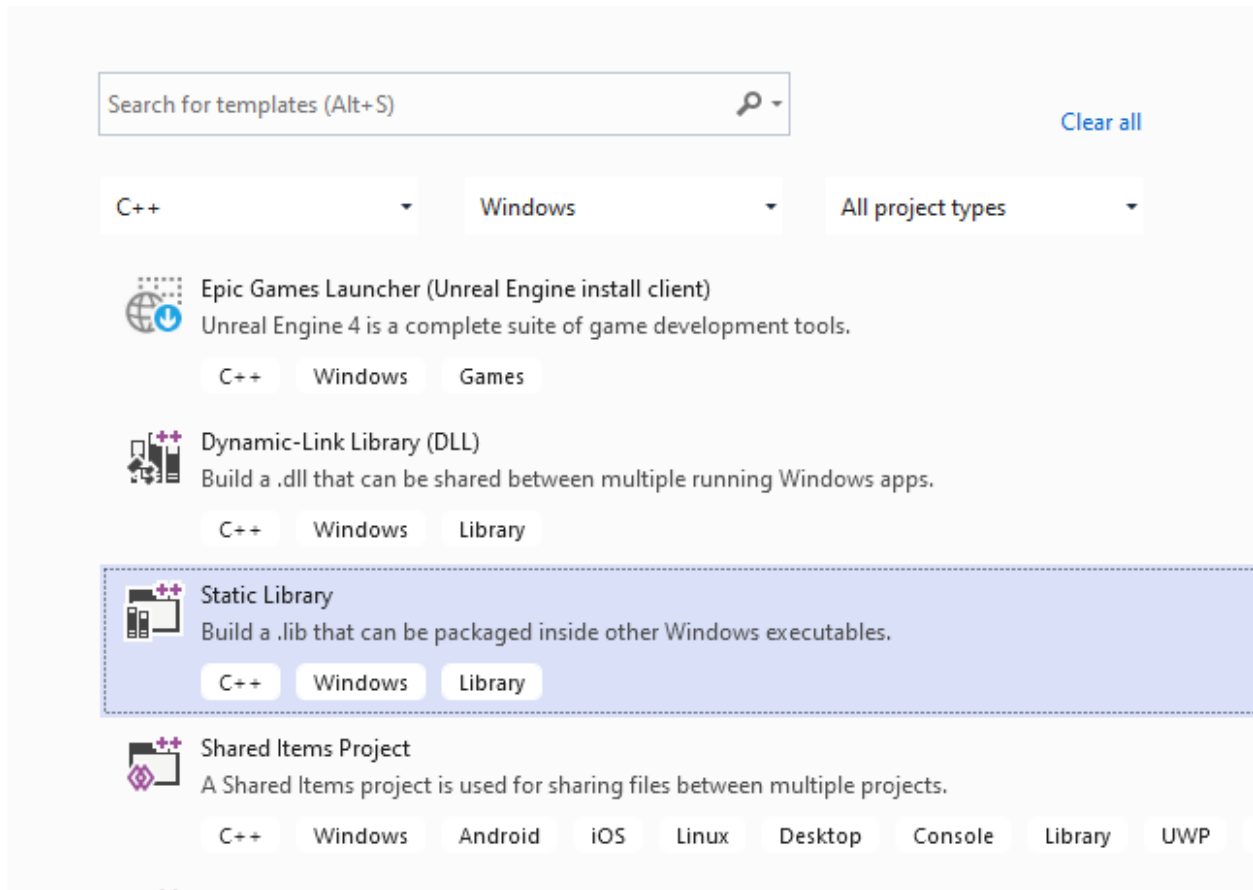 Search for templates (Alt+S)
Clear all
C++ Windows All project types
Epic Games Launcher (Unreal Engine install client)
Unreal Engine 4 is a complete suite of game development tools.
C++ Windows Games
Dynamic-Link Library (DLL)
Build a .dll that can be shared between multiple running Windows apps.
C++ Windows Library
Static Library
Build a .lib that can be packaged inside other Windows executables.
C++ Windows Library
Shared Items Project
A Shared Items project is used for sharing files between multiple projects.
C++ Windows Android iOS Linux Desktop Console Library UWP